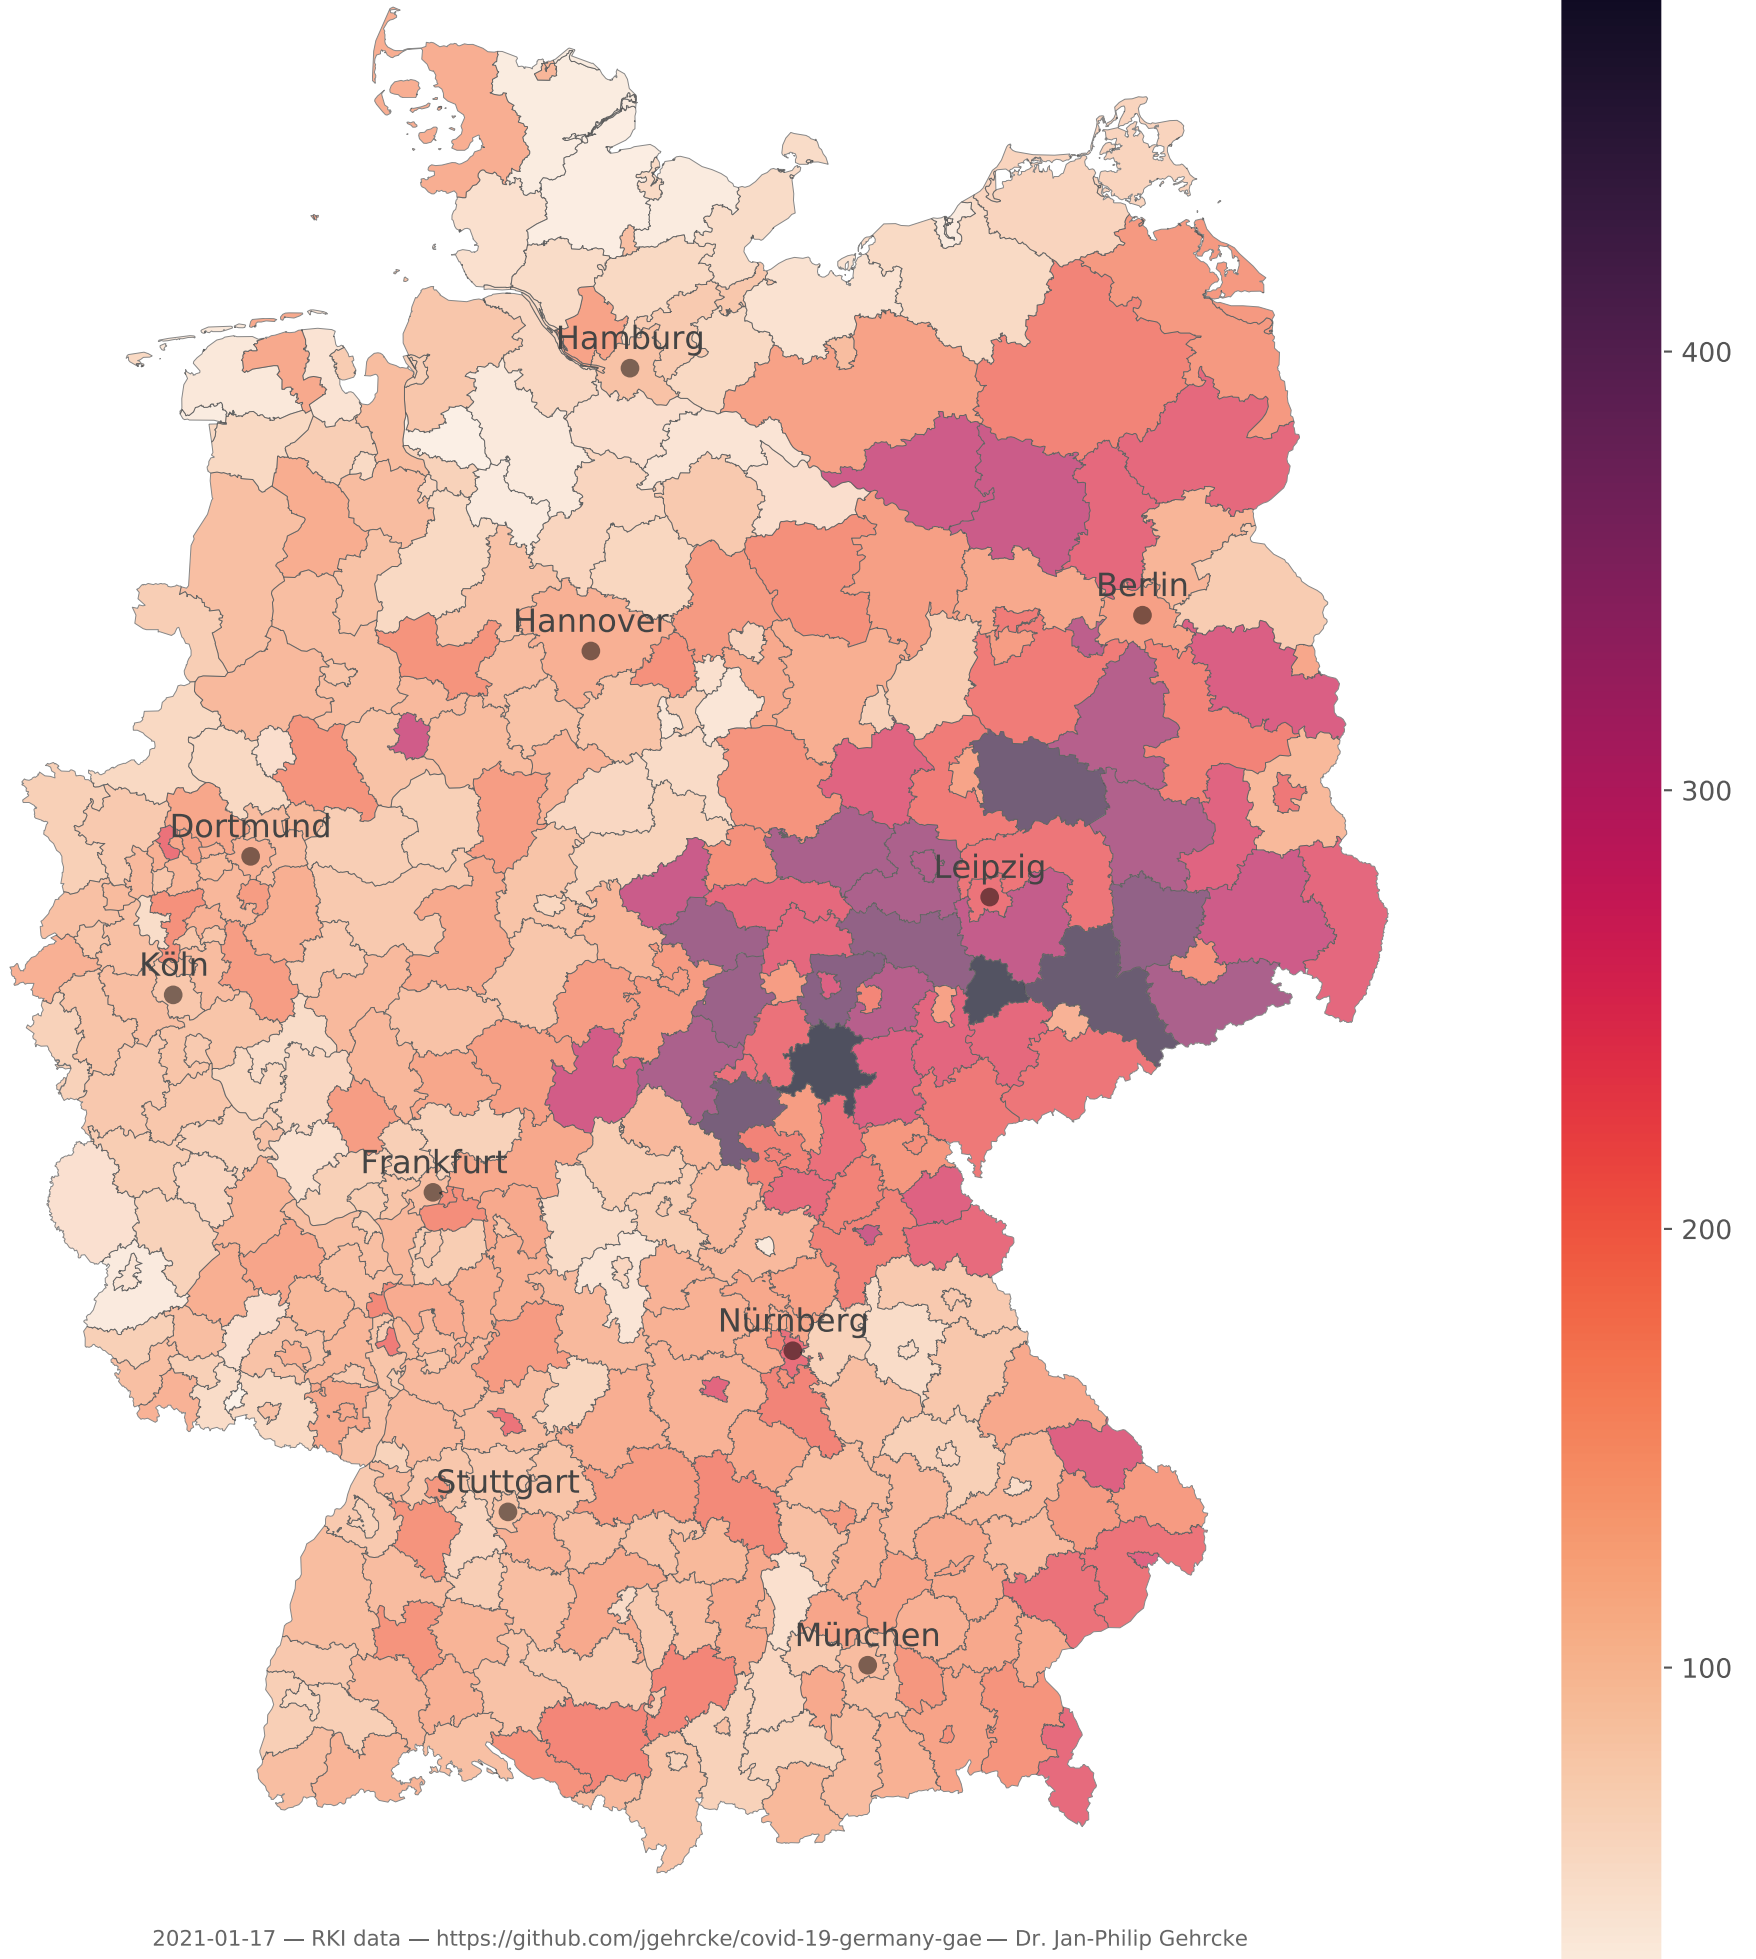 Hamburg
400
Berlin
Hannover
300
Dortmund
Leipzig
Köln
Frankfurt
200
Nürnberg
Stuttgart
München
100
2021-01-17 — RKI data — https://github.com/jgehrcke/covid-19-germany-gae — Dr. Jan-Philip Gehrcke